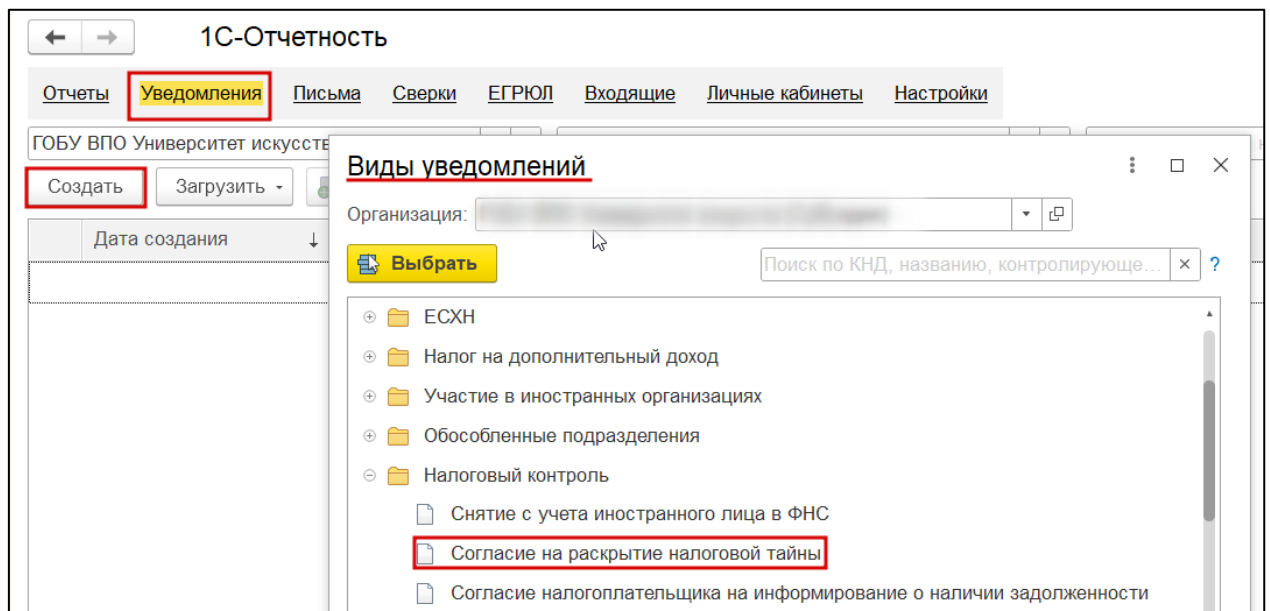 1С-Отчетность
Отчеты Уведомления Письма Сверки ЕГРЮЛ Входящие Личные кабинеты Настройки
ГОБУ ВПО Университет искусств
Создать Загрузить
Дата создания ↓
Виды уведомлений
Организация:
Выбрать Поиск по КНД, названию, контролирующе... × ?
ЕСХН
Налог на дополнительный доход
Участие в иностранных организациях
Обособленные подразделения
Налоговый контроль
Снятие с учета иностранного лица в ФНС
Согласие на раскрытие налоговой тайны
Согласие налогоплательщика на информирование о наличии задолженности